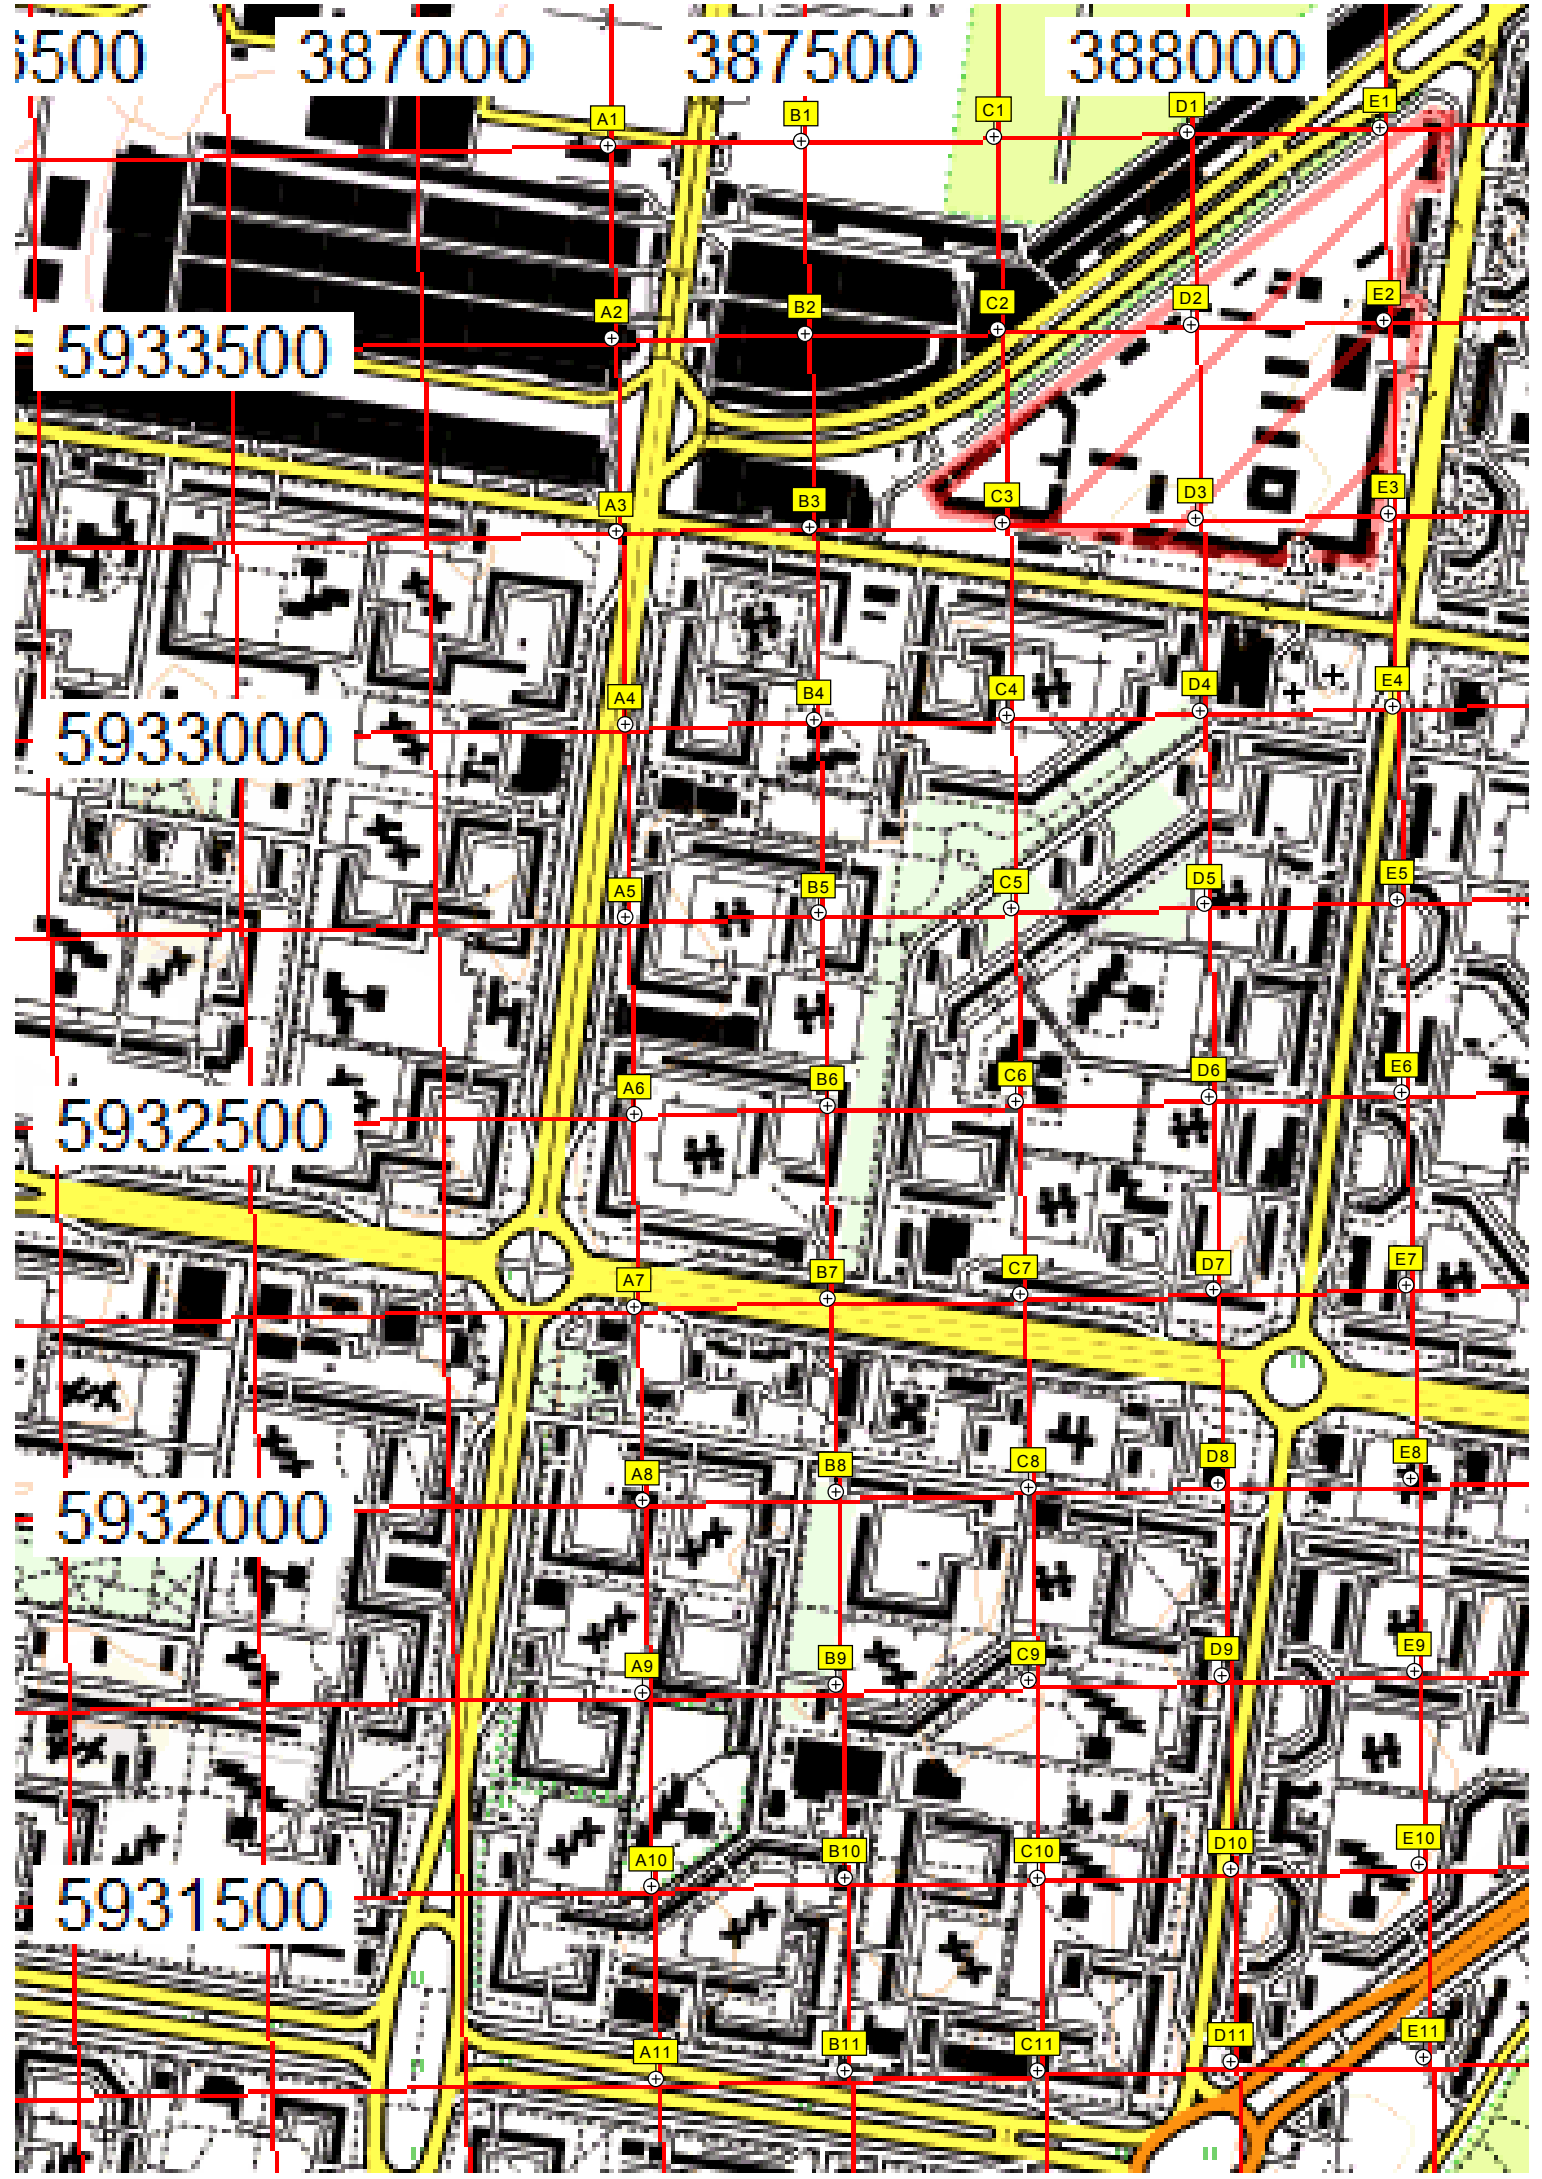 6500 387000 387500 388000
A1 B1 C1 D1 E1
A2 B2 C2 D2 E2
5933500
A3 B3 C3 D3 E3
A4 B4 C4 D4 E4
5933000
A5 B5 C5 D5 E5
A6 B6 C6 D6 E6
5932500
A7 B7 C7 D7 E7
A8 B8 C8 D8 E8
5932000
A9 B9 C9 D9 E9
A10 B10 C10 D10 E10
5931500
A11 B11 C11 D11 E11